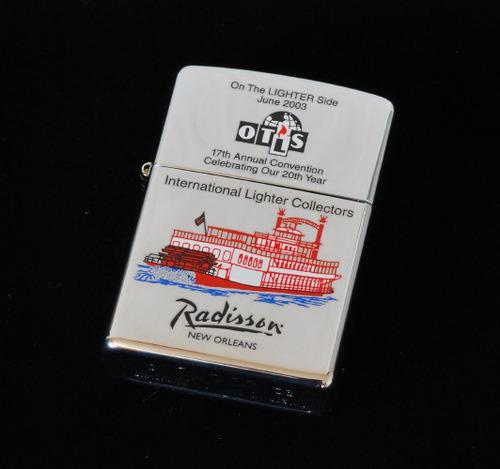 On The LIGHTER Side
June 2003
OTLS
17th Annual Convention
Celebrating Our 20th Year
International Lighter Collectors
Radisson
NEW ORLEANS